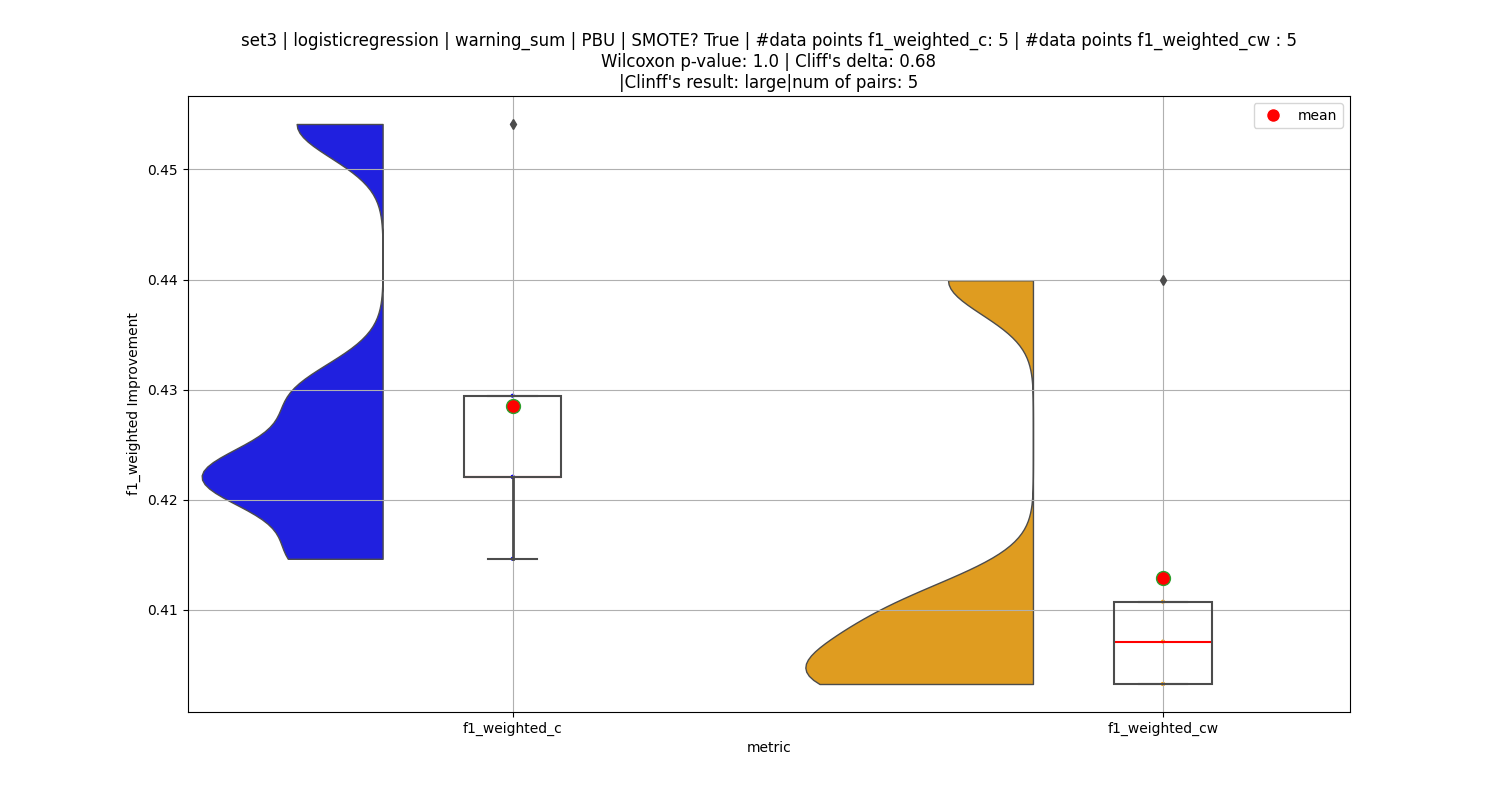 set3 | logisticregression | warning_sum | PBU | SMOTE? True | #data points f1_weighted_c: 5 | #data points f1_weighted_cw : 5
Wilcoxon p-value: 1.0 | Cliff's delta: 0.68
|Clinff's result: large|num of pairs: 5
mean
0.45
0.44
0.43
0.42
0.41
f1_weighted Improvement
f1_weighted_c
f1_weighted_cw
metric